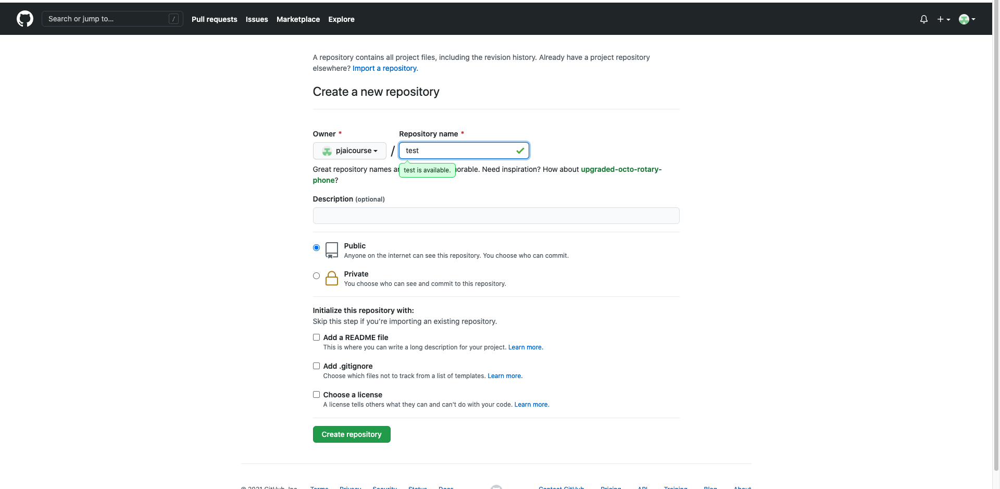 Search or jump to... /
Pull requests Issues Marketplace Explore
A repository contains all project files, including the revision history. Already have a project repository
elsewhere? Import a repository.
Create a new repository
Owner * Repository name *
pjaicourse / test
Great repository names test is available. Need inspiration? How about upgraded-octo-rotary-
phone?
Description (optional)
Public
Anyone on the internet can see this repository. You choose who can commit.
Private
You choose who can see and commit to this repository.
Initialize this repository with:
Skip this step if you're importing an existing repository.
Add a README file
This is where you can write a long description for your project. Learn more.
Add .gitignore
Choose which files not to track from a list of templates. Learn more.
Choose a license
A license tells others what they can and can't do with your code. Learn more.
Create repository
© 2021 GitHub, Inc. Terms Privacy Security Status Docs Contact GitHub Pricing API Training Blog About